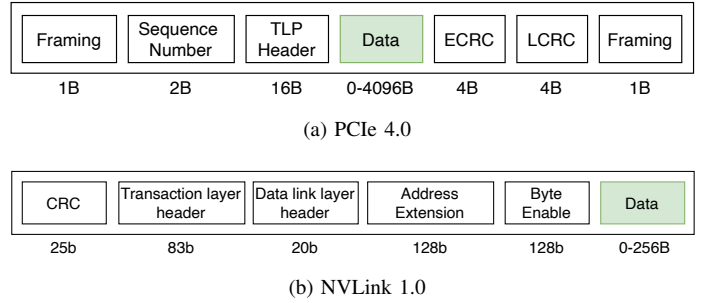 Framing
Sequence
Number
TLP
Header
Data
ECRC
LCRC
Framing
1B
2B
16B
0-4096B
4B
4B
1B
(a) PCIe 4.0
CRC
Transaction layer
header
Data link layer
header
Address
Extension
Byte
Enable
Data
25b
83b
20b
128b
128b
0-256B
(b) NVLink 1.0